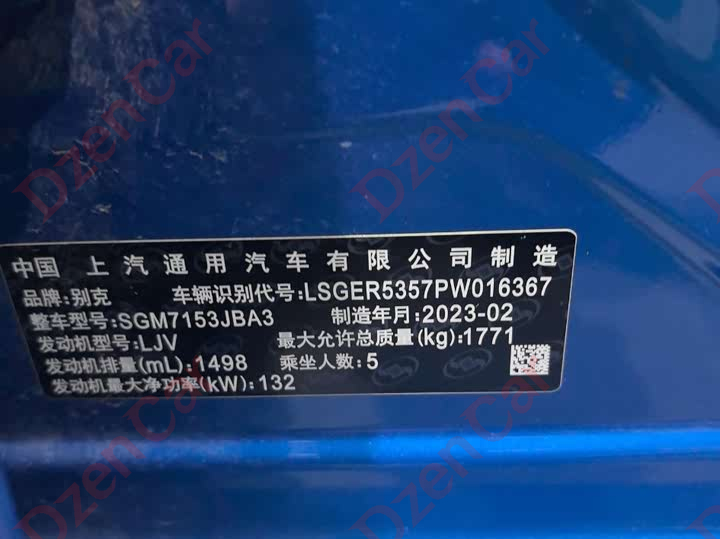 中国 上汽通用汽车有限公司制造
品牌:别克 车辆识别代号:LSGER5357PW016367
整车型号:SGM7153JBA3 制造年月:2023-02
发动机型号:LJV 最大允许总质量(kg):1771
发动机排量(mL):1498 乘坐人数:5
发动机最大净功率(kW):132
DzenCar
DzenCar
DzenCar
DzenCar
DzenCar
DzenCar